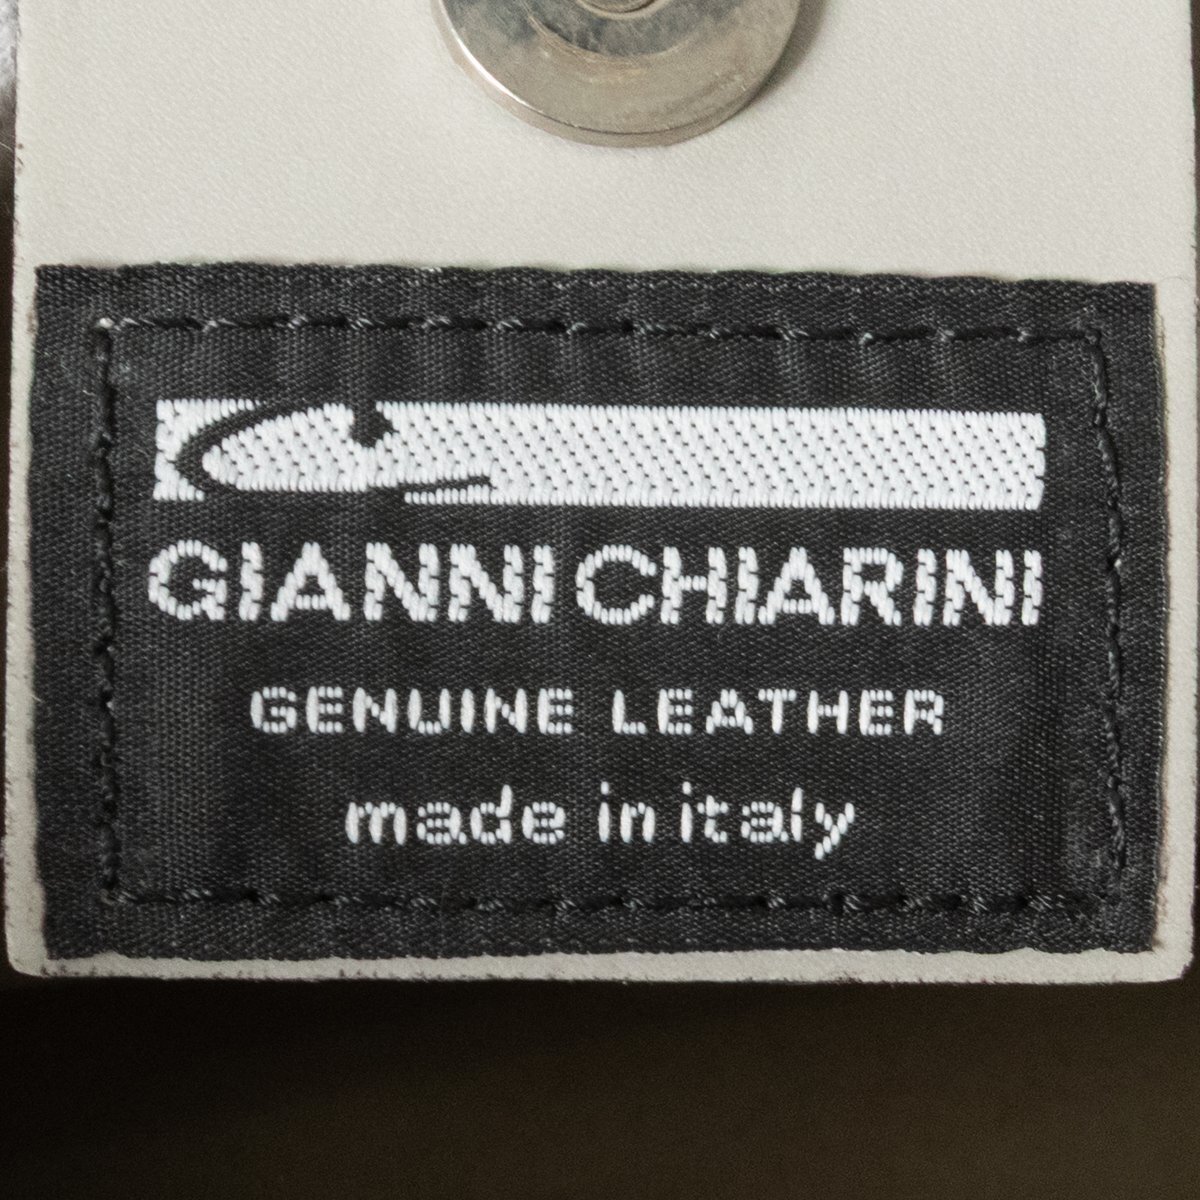 GIANNI CHIARINI
GENUINE LEATHER
made in italy